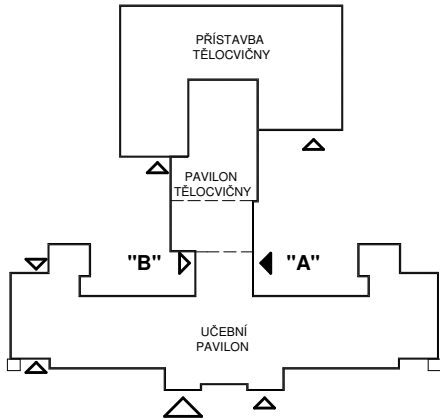 PŘÍSTAVBA
TĚLOCVIČNY
PAVILON
TĚLOCVIČNY
"B" "A"
UČEBNÍ
PAVILON